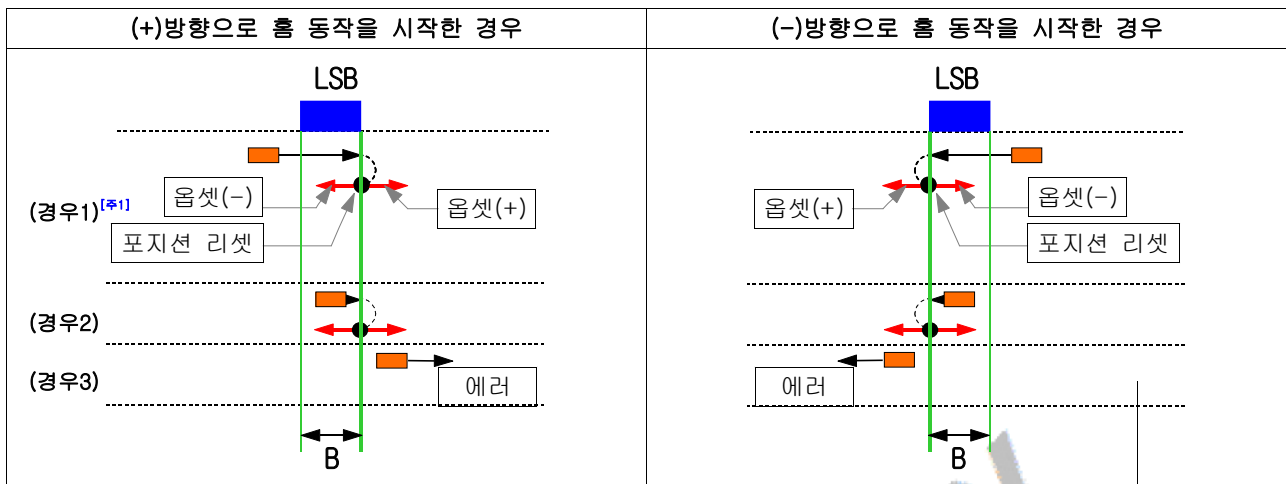 (+)방향으로 홈 동작을 시작한 경우
(-)방향으로 홈 동작을 시작한 경우
LSB
LSB
(경우1)[주1]
옵셋(-)
옵셋(+)
포지션 리셋
옵셋(+)
옵셋(-)
포지션 리셋
(경우2)
(경우3)
에러
에러
B
B